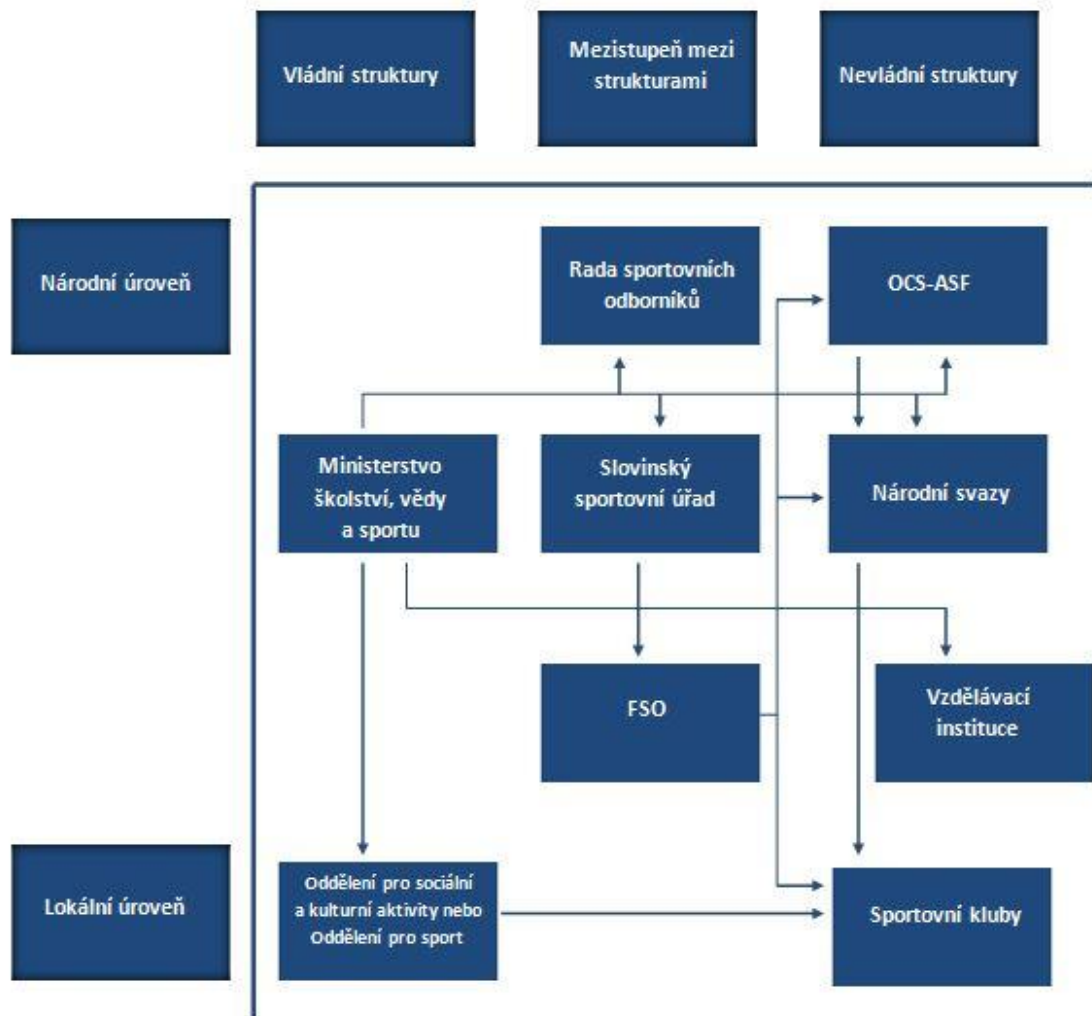 Vládní struktury
Mezistupeň mezi
strukturami
Nevládní struktury
Národní úroveň
Rada sportovních
odborníků
OCS-ASF
Ministerstvo
školství, vědy
a sportu
Slovinský
sportovní úřad
Národní svazy
FSO
Vzdělávací
instituce
Lokální úroveň
Oddělení pro sociální
a kulturní aktivity nebo
Oddělení pro sport
Sportovní kluby